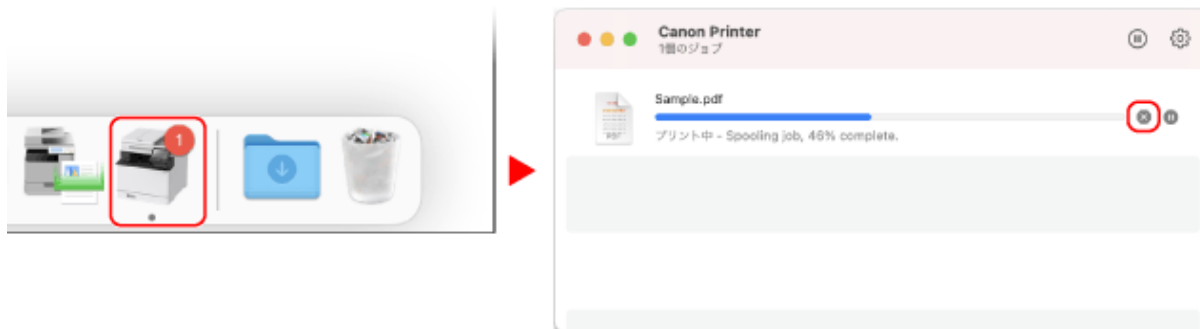 1
Canon Printer
1個のジョブ
Sample.pdf
プリント中 - Spooling job, 46% complete.
PDF